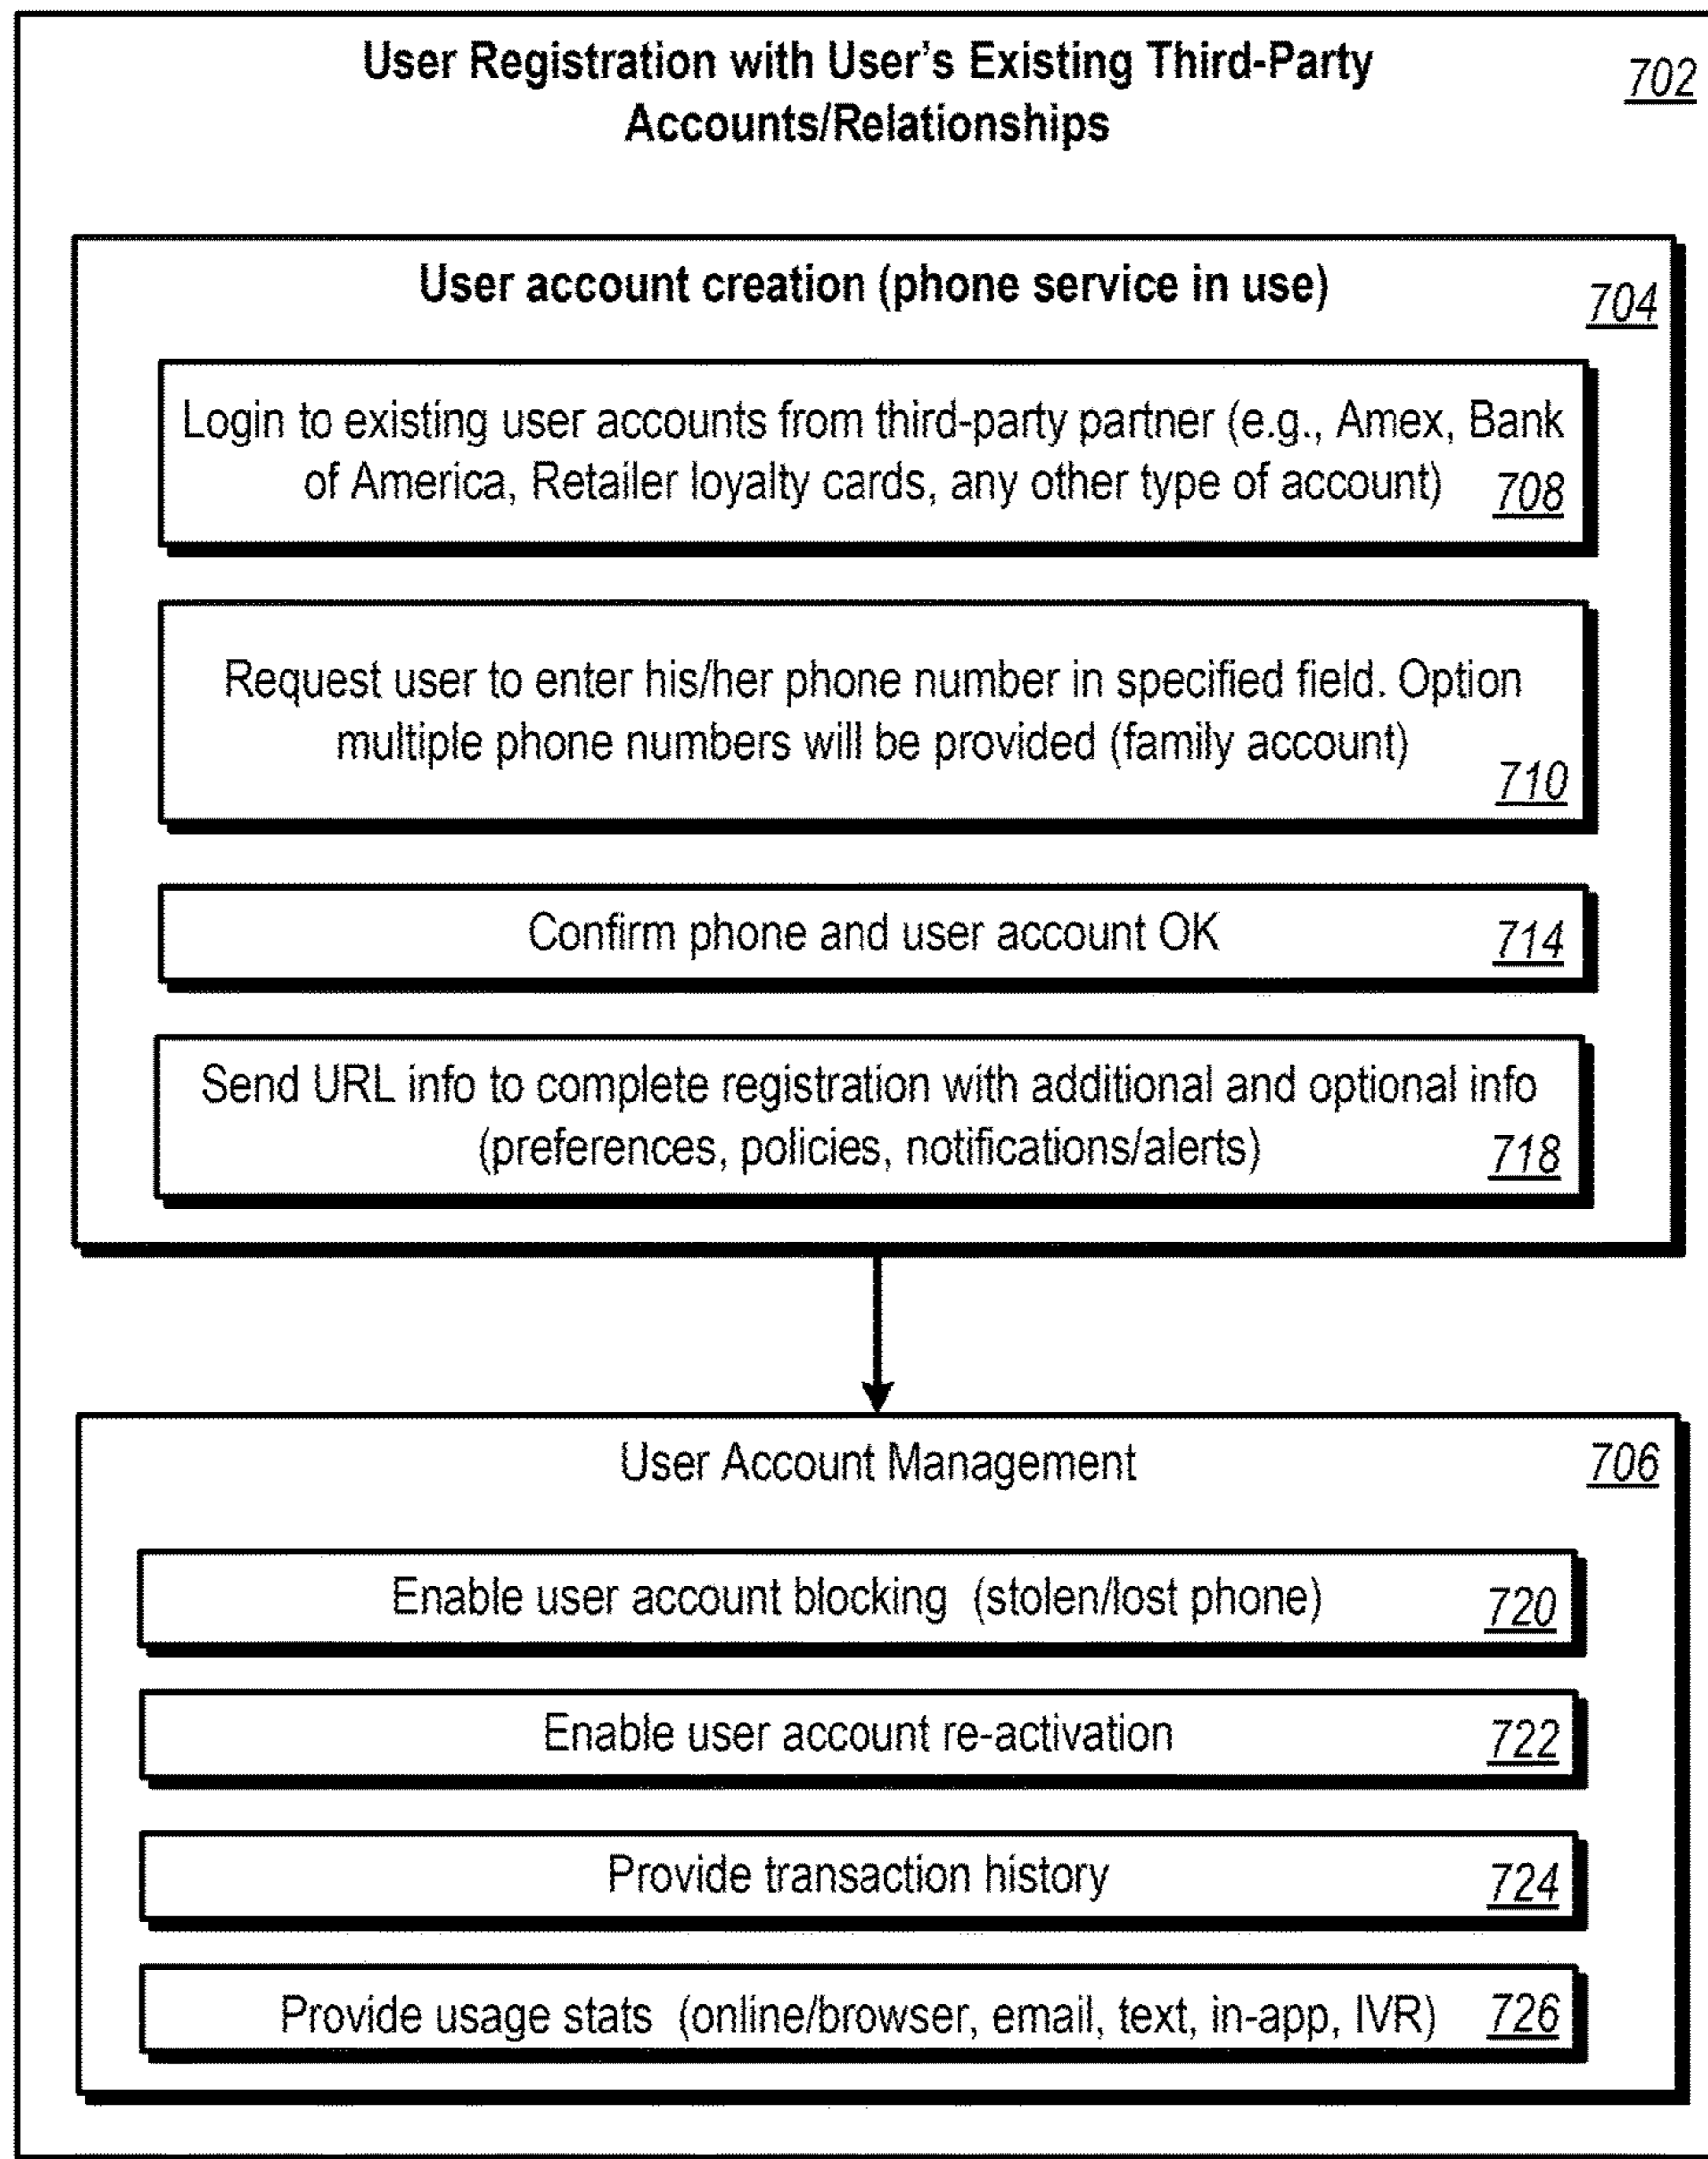 User Registration with User's Existing Third-Party
702
Accounts/Relationships
User account creation (phone service in use)
704
Login to existing user accounts from third-party partner (e.g., Amex, Bank
of America, Retailer loyalty cards, any other type of account)
708
Request user to enter his/her phone number in specified field. Option
multiple phone numbers will be provided (family account)
710
Confirm phone and user account OK
714
Send URL info to complete registration with additional and optional info
(preferences, policies, notifications/alerts)
718
User Account Management
706
Enable user account blocking (stolen/lost phone)
720
Enable user account re-activation
722
Provide transaction history
724
Provide usage stats (online/browser, email, text, in-app, IVR)
726